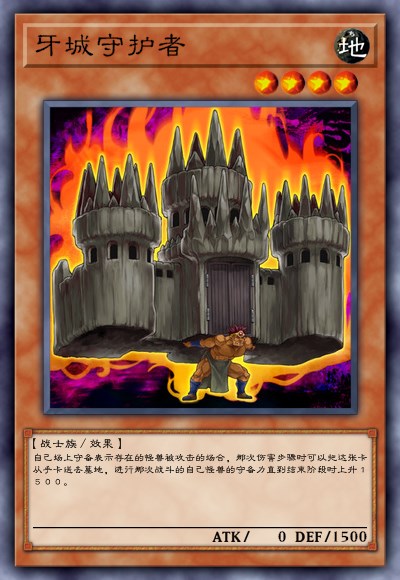 牙城守护者
地
【战士族／效果】
自己场上守备表示存在的怪兽被攻击的场合，那次伤害步骤时可以把这张卡
从手卡送去墓地，进行那次战斗的自己怪兽的守备力直到结束阶段时上升１
５００。
ATK/ 0 DEF/1500